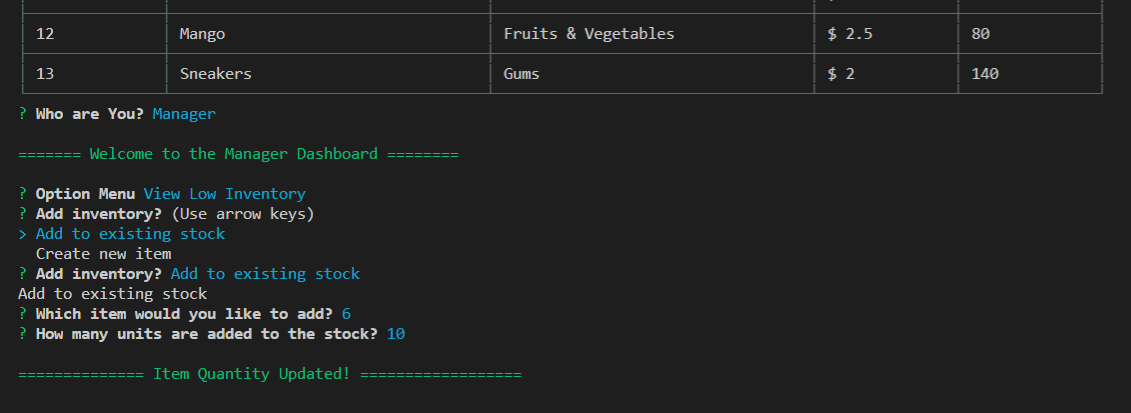 12 Mango Fruits & Vegetables $ 2.5 80
13 Sneakers Gums $ 2 140
? Who are You? Manager
======= Welcome to the Manager Dashboard ========
? Option Menu View Low Inventory
? Add inventory? (Use arrow keys)
> Add to existing stock
Create new item
? Add inventory? Add to existing stock
Add to existing stock
? Which item would you like to add? 6
? How many units are added to the stock? 10
============== Item Quantity Updated! ==================